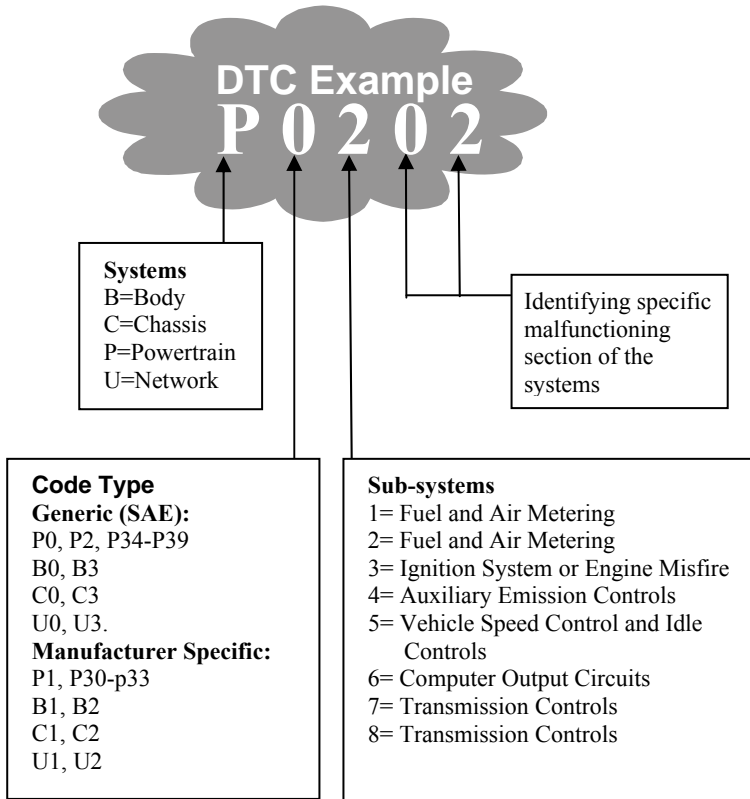 DTC Example
P 0 2 0 2
Systems
B=Body
C=Chassis
P=Powertrain
U=Network
Identifying specific
malfunctioning
section of the
systems
Code Type
Generic (SAE):
P0, P2, P34-P39
B0, B3
C0, C3
U0, U3.
Manufacturer Specific:
P1, P30-p33
B1, B2
C1, C2
U1, U2
Sub-systems
1= Fuel and Air Metering
2= Fuel and Air Metering
3= Ignition System or Engine Misfire
4= Auxiliary Emission Controls
5= Vehicle Speed Control and Idle
Controls
6= Computer Output Circuits
7= Transmission Controls
8= Transmission Controls